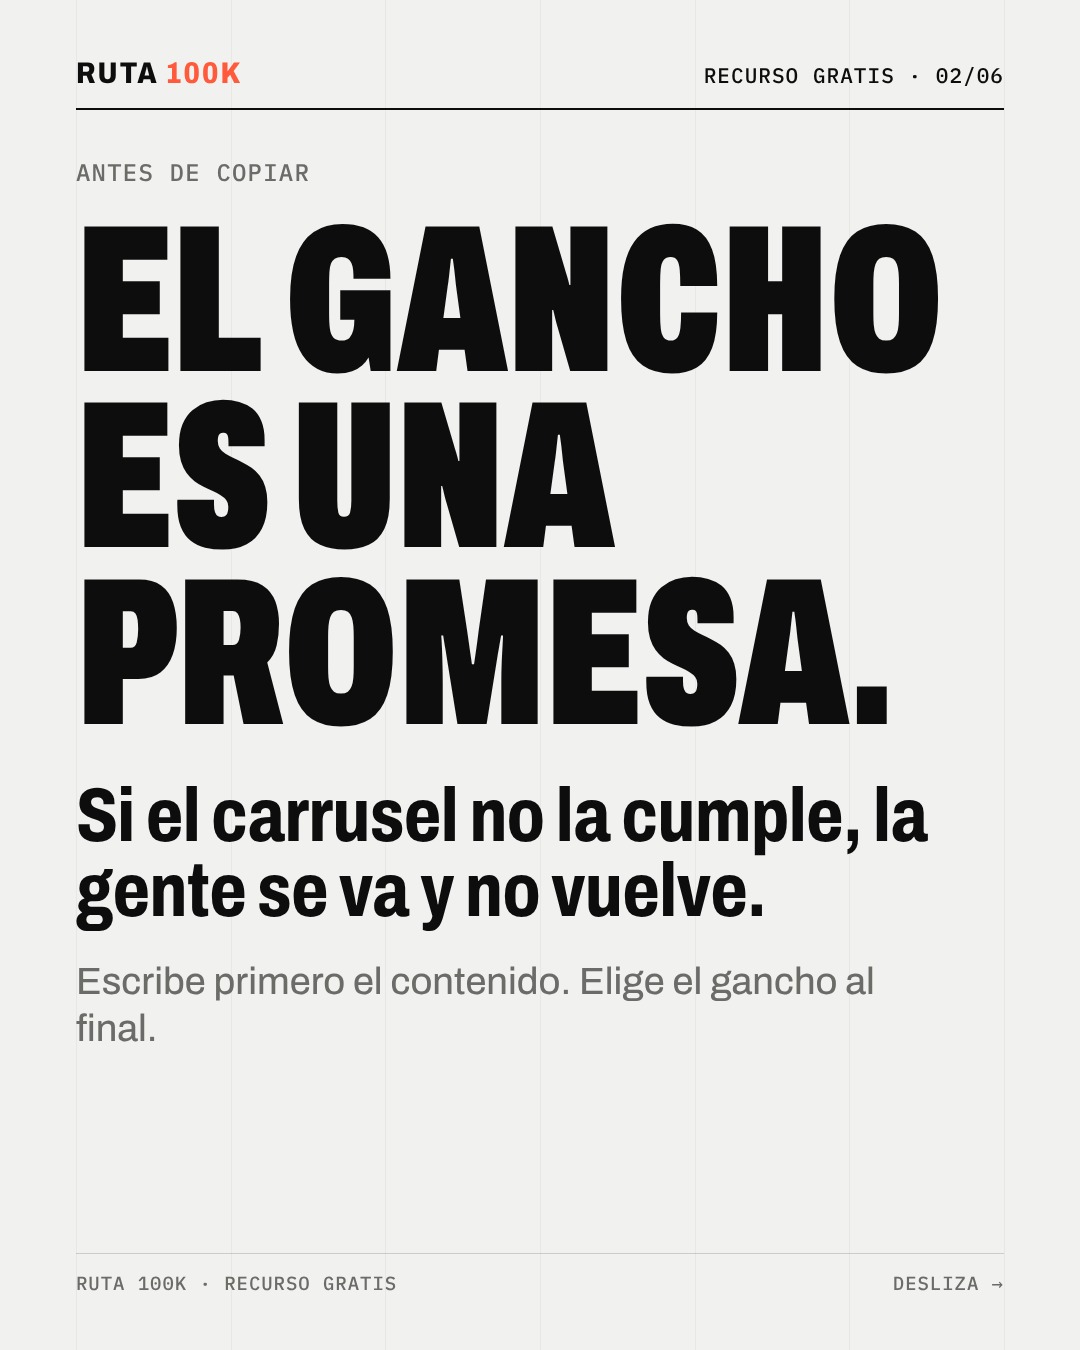 RUTA 100K
RECURSO GRATIS · 02/06
ANTES DE COPIAR
EL GANCHO
ES UNA
PROMESA.
Si el carrusel no la cumple, la
gente se va y no vuelve.
Escribe primero el contenido. Elige el gancho al
final.
RUTA 100K · RECURSO GRATIS
DESLIZA →